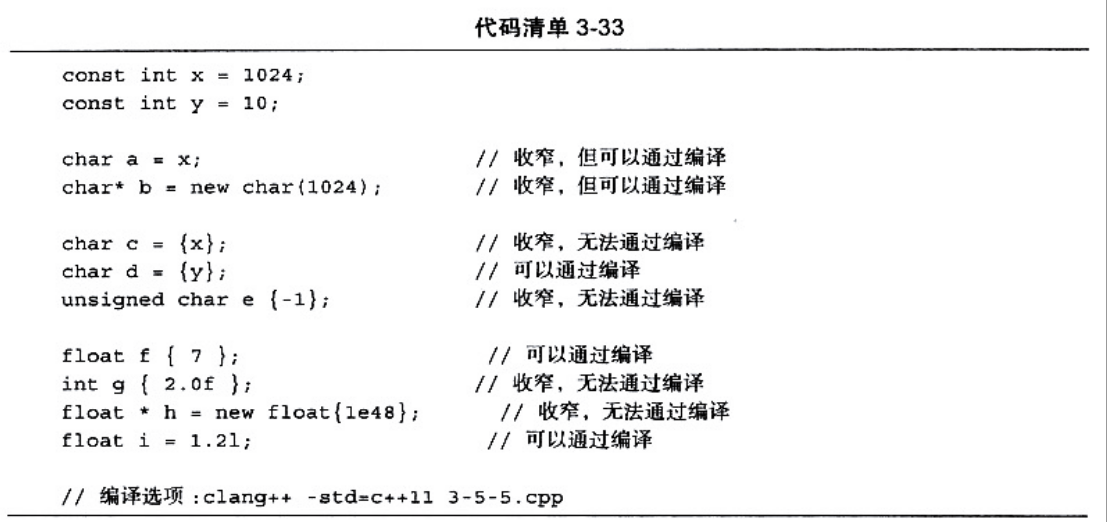 代码清单 3-33
const int x = 1024;
const int y = 10;
char a = x; // 收窄，但可以通过编译
char* b = new char(1024); // 收窄，但可以通过编译
char c = {x}; // 收窄，无法通过编译
char d = {y}; // 可以通过编译
unsigned char e {-1}; // 收窄，无法通过编译
float f { 7 }; // 可以通过编译
int g { 2.0f }; // 收窄，无法通过编译
float * h = new float{1e48}; // 收窄，无法通过编译
float i = 1.2l; // 可以通过编译
// 编译选项 :clang++ -std=c++11 3-5-5.cpp